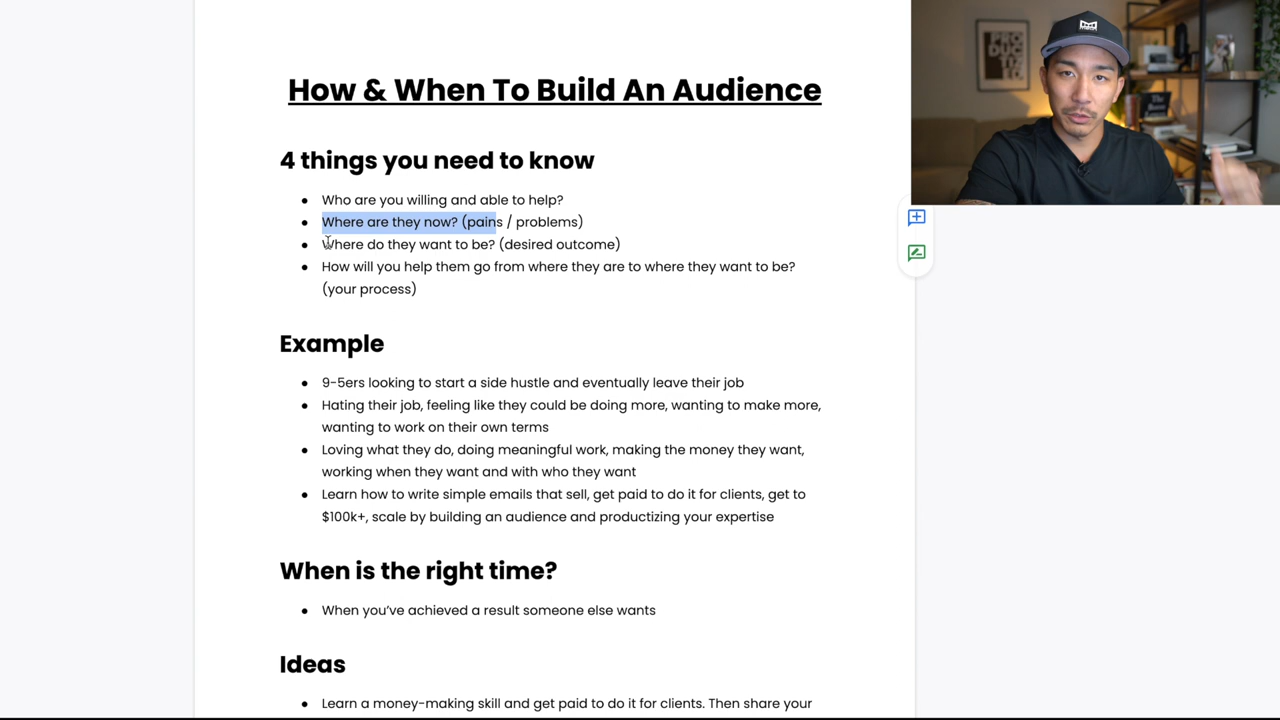 How & When To Build An Audience
4 things you need to know
● Who are you willing and able to help?
● Where are they now? (pains / problems)
● Where do they want to be? (desired outcome)
● How will you help them go from where they are to where they want to be?
(your process)
Example
● 9-5ers looking to start a side hustle and eventually leave their job
● Hating their job, feeling like they could be doing more, wanting to make more,
wanting to work on their own terms
● Loving what they do, doing meaningful work, making the money they want,
working when they want and with who they want
● Learn how to write simple emails that sell, get paid to do it for clients, get to
$100k+, scale by building an audience and productizing your expertise
When is the right time?
● When you’ve achieved a result someone else wants
Ideas
● Learn a money-making skill and get paid to do it for clients. Then share your
PRO
DUC